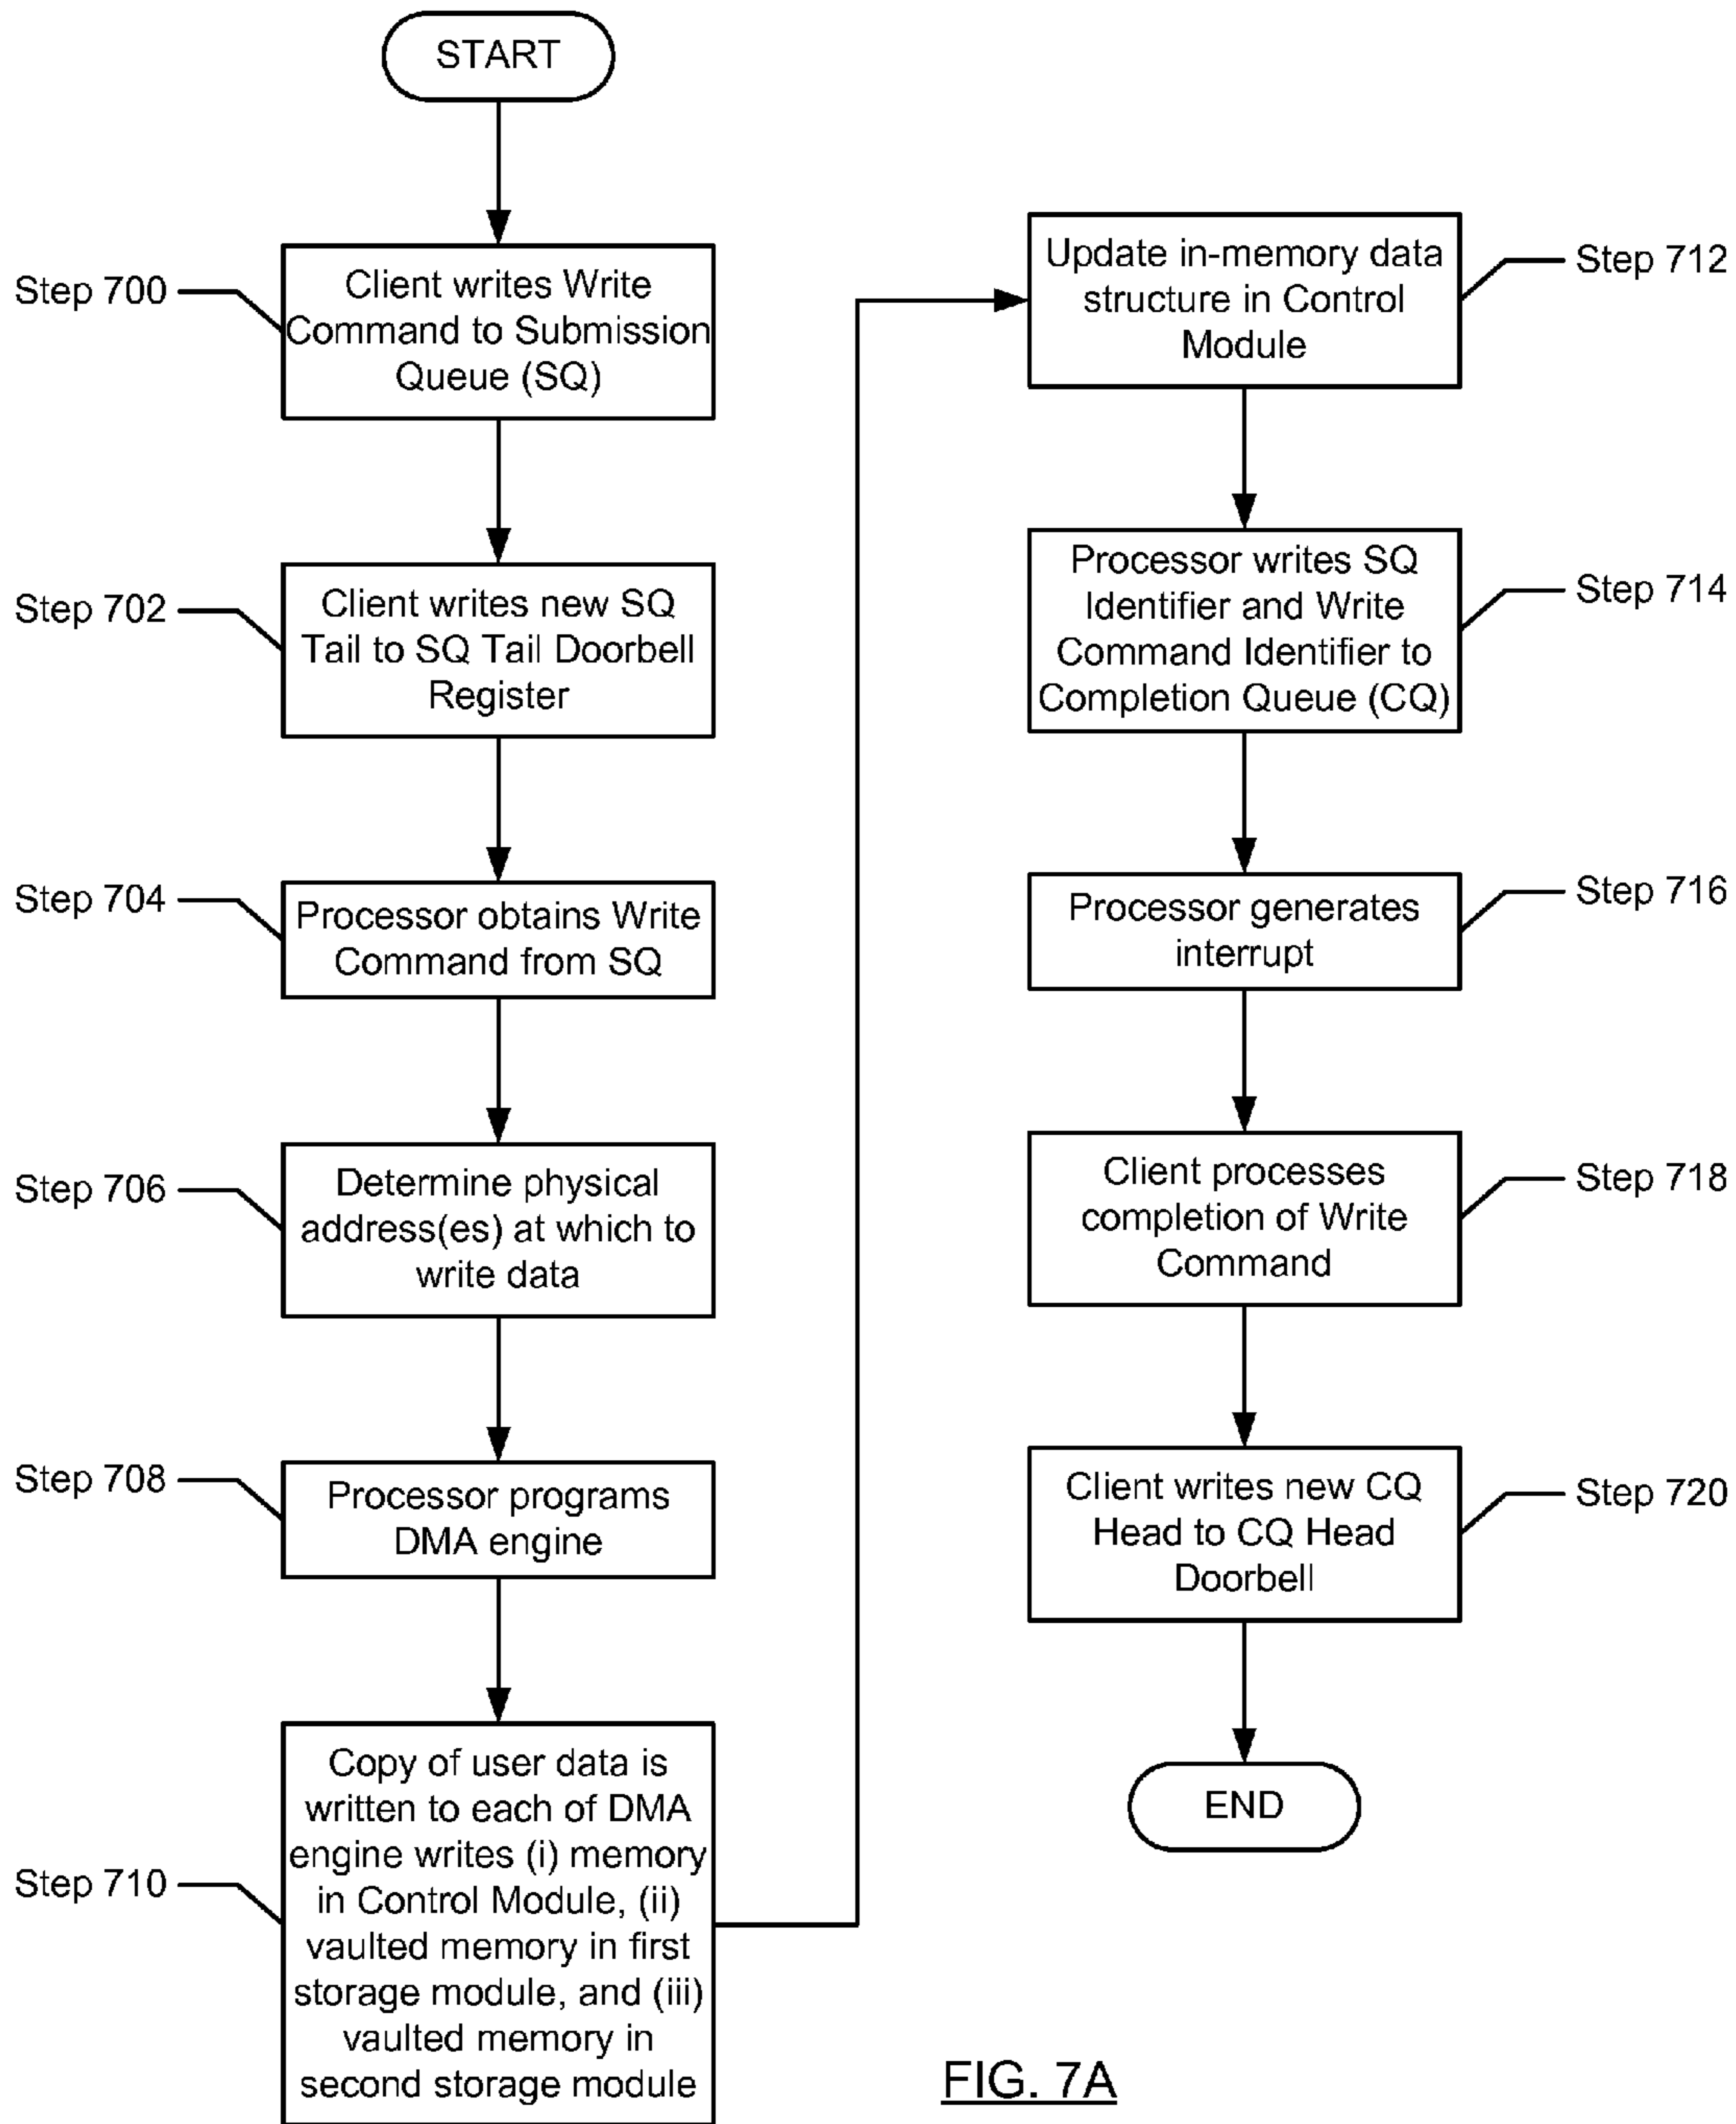 START
Step 700
Client writes Write
Command to Submission
Queue (SQ)
Step 702
Client writes new SQ
Tail to SQ Tail Doorbell
Register
Step 704
Processor obtains Write
Command from SQ
Step 706
Determine physical
address(es) at which to
write data
Step 708
Processor programs
DMA engine
Step 710
Copy of user data is
written to each of DMA
engine writes (i) memory
in Control Module, (ii)
vaulted memory in first
storage module, and (iii)
vaulted memory in
second storage module
Update in-memory data
structure in Control
Module
Step 712
Processor writes SQ
Identifier and Write
Command Identifier to
Completion Queue (CQ)
Step 714
Processor generates
interrupt
Step 716
Client processes
completion of Write
Command
Step 718
Client writes new CQ
Head to CQ Head
Doorbell
Step 720
END
FIG. 7A